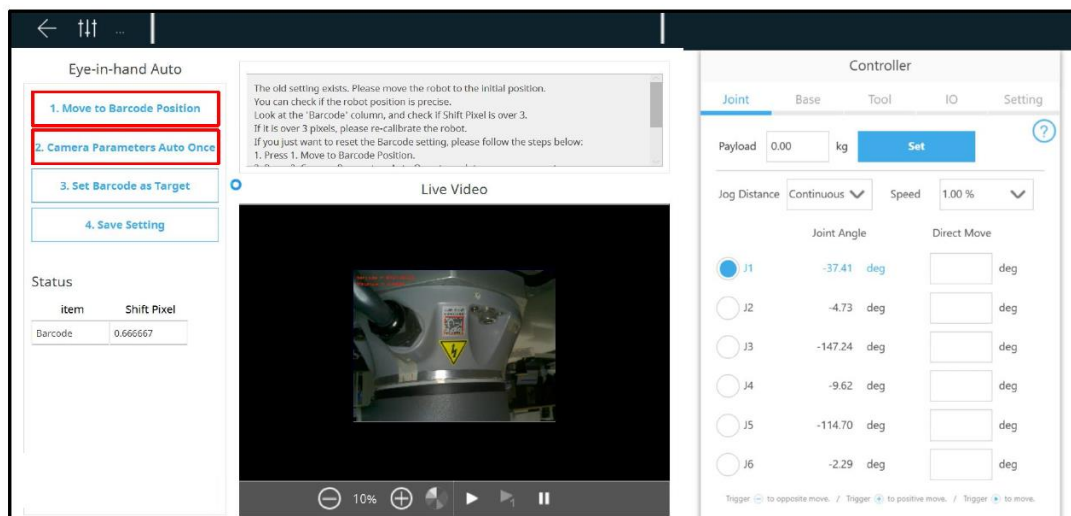 ...
Eye-in-hand Auto
1. Move to Barcode Position
2. Camera Parameters Auto Once
3. Set Barcode as Target
4. Save Setting
Status
item Shift Pixel
Barcode 0.666667
The old setting exists. Please move the robot to the initial position.
You can check if the robot position is precise.
Look at the 'Barcode' column, and check if Shift Pixel is over 3.
If it is over 3 pixels, please re-calibrate the robot.
If you just want to reset the Barcode setting, please follow the steps below:
1. Press 1. Move to Barcode Position.
Live Video
10%
Controller
Joint Base Tool IO Setting
?
Payload 0.00 kg Set
Jog Distance Continuous Speed 1.00 %
Joint Angle Direct Move
J1 -37.41 deg deg
J2 -4.73 deg deg
J3 -147.24 deg deg
J4 -9.62 deg deg
J5 -114.70 deg deg
J6 -2.29 deg deg
Trigger to opposite move. / Trigger to positive move. / Trigger to move.